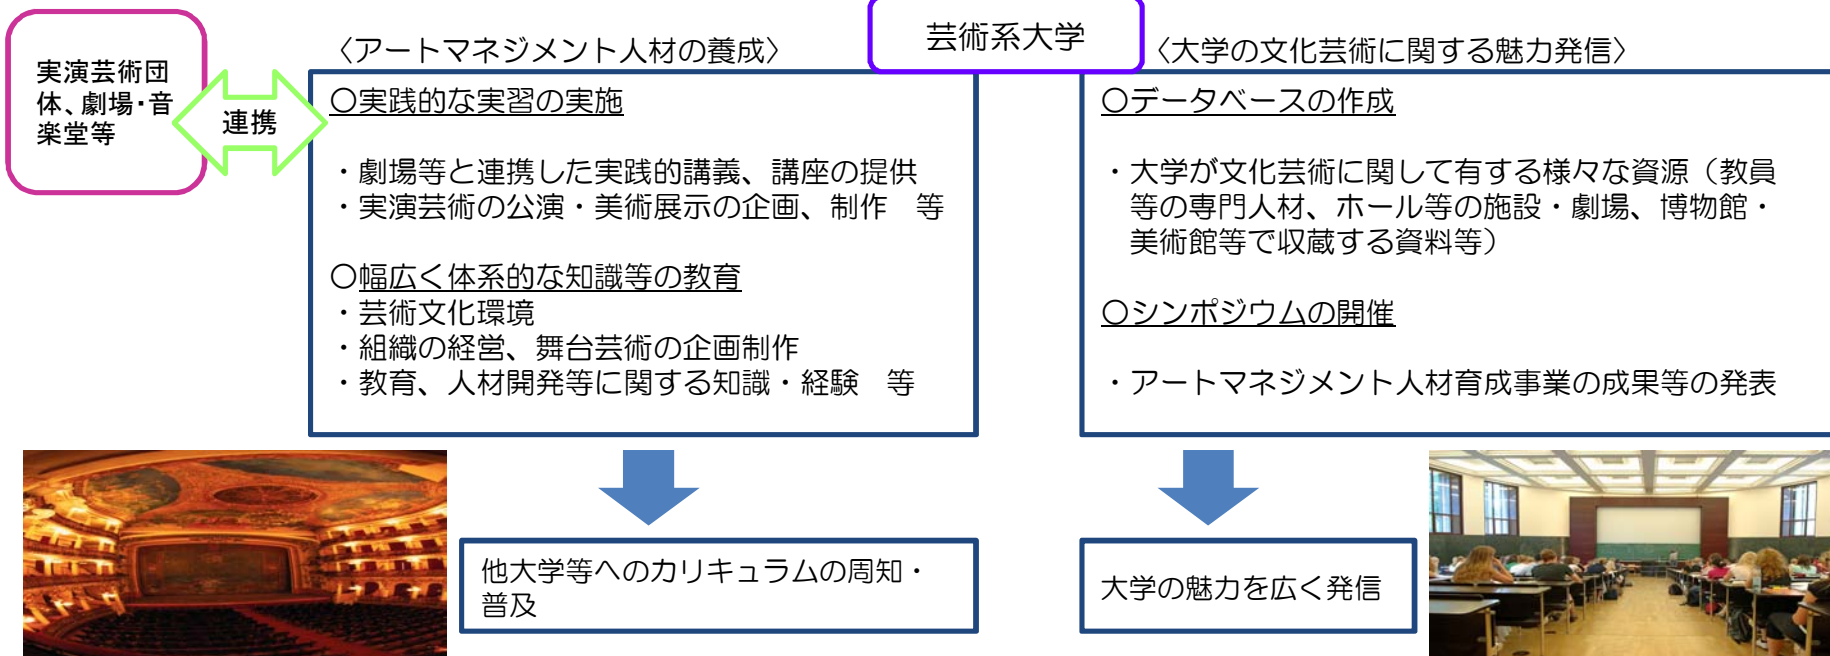 芸術系大学
実演芸術団
体、劇場・音
楽堂等
連携
〈アートマネジメント人材の養成〉
〇実践的な実習の実施
・劇場等と連携した実践的講義、講座の提供
・実演芸術の公演・美術展示の企画、制作　等
〇幅広く体系的な知識等の教育
・芸術文化環境
・組織の経営、舞台芸術の企画制作
・教育、人材開発等に関する知識・経験　等
他大学等へのカリキュラムの周知・
普及
〈大学の文化芸術に関する魅力発信〉
〇データベースの作成
・大学が文化芸術に関して有する様々な資源（教員
等の専門人材、ホール等の施設・劇場、博物館・
美術館等で収蔵する資料等）
〇シンポジウムの開催
・アートマネジメント人材育成事業の成果等の発表
大学の魅力を広く発信